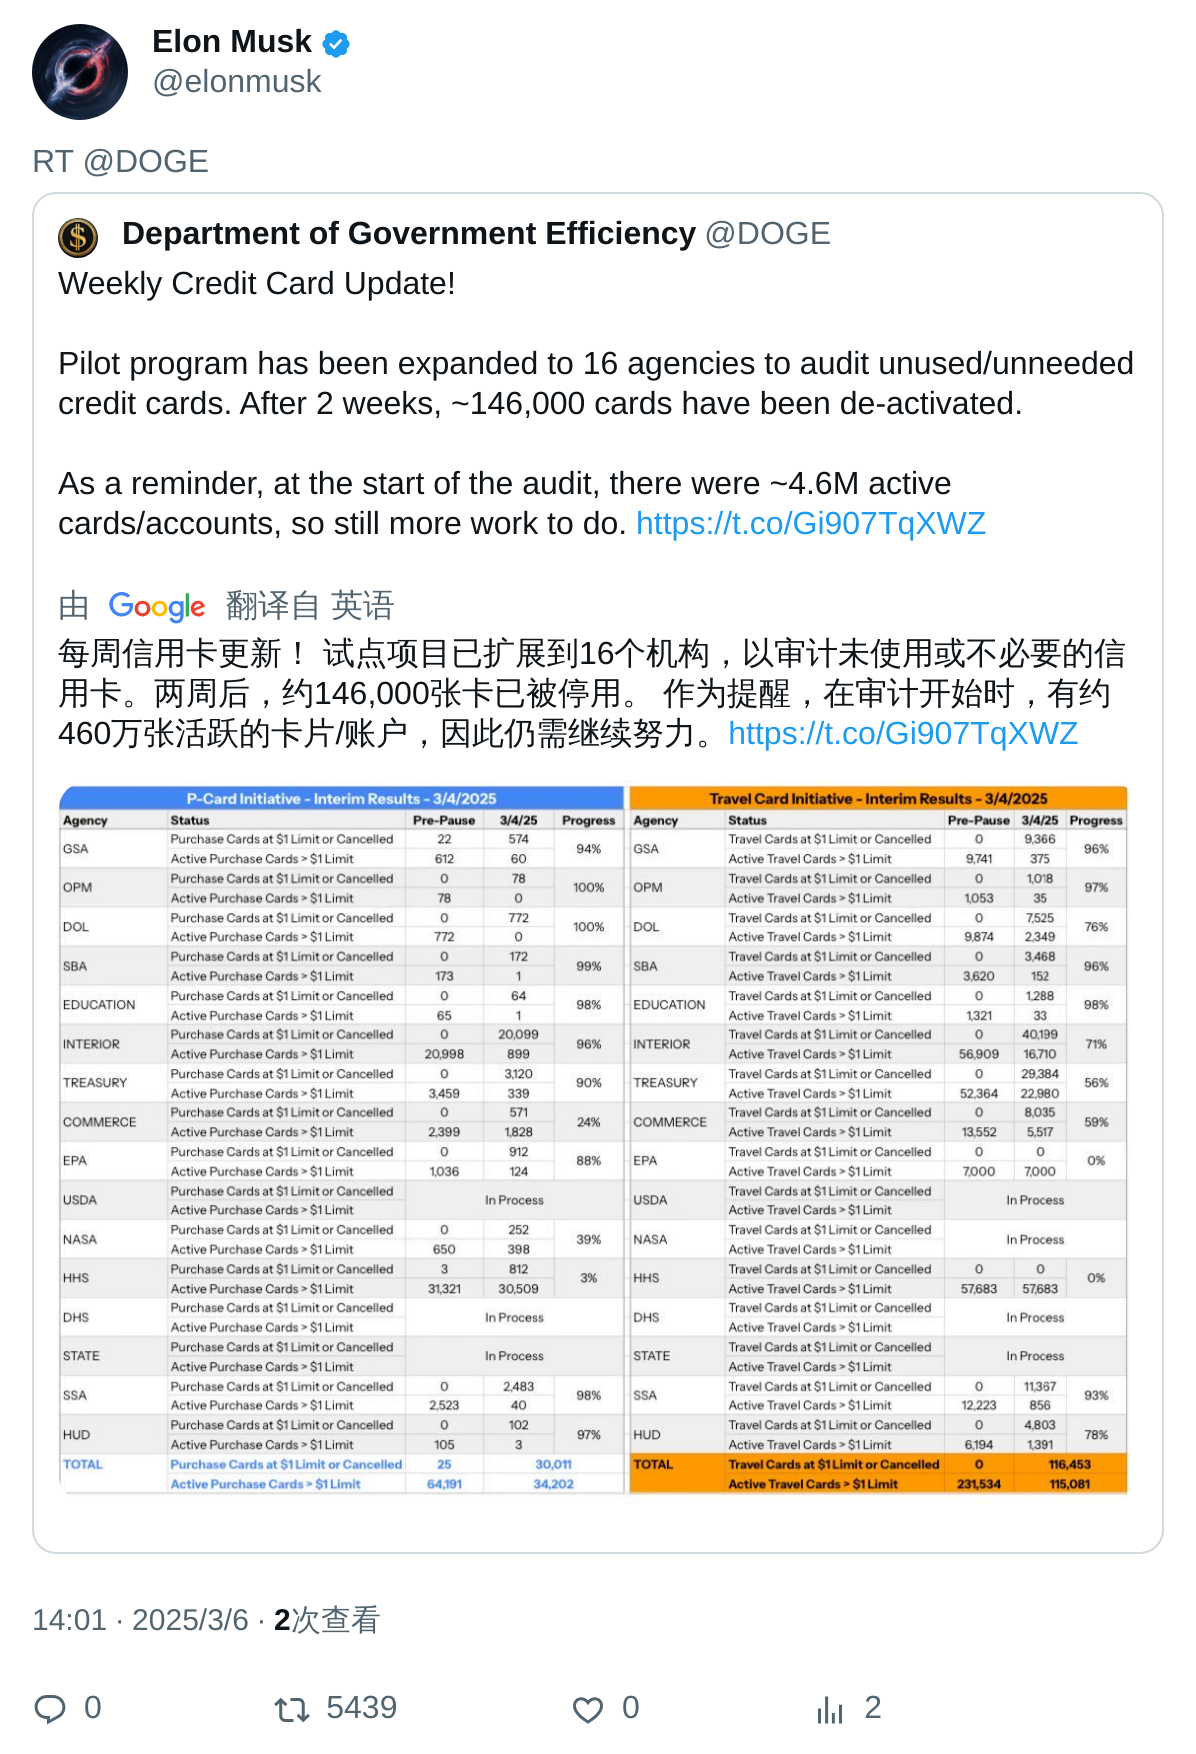 Elon Musk
@elonmusk
RT @DOGE
Department of Government Efficiency @DOGE
Weekly Credit Card Update!
Pilot program has been expanded to 16 agencies to audit unused/unneeded
credit cards. After 2 weeks, ~146,000 cards have been de-activated.
As a reminder, at the start of the audit, there were ~4.6M active
cards/accounts, so still more work to do. https://t.co/Gi907TqXWZ
由 Google 翻译自 英语
每周信用卡更新！ 试点项目已扩展到16个机构，以审计未使用或不必要的信
用卡。两周后，约146,000张卡已被停用。 作为提醒，在审计开始时，有约
460万张活跃的卡片/账户，因此仍需继续努力。https://t.co/Gi907TqXWZ
P-Card Initiative - Interim Results - 3/4/2025
Agency Status Pre-Pause 3/4/25 Progress
GSA Purchase Cards at $1 Limit or Cancelled 22 574 94%
Active Purchase Cards > $1 Limit 612 60
OPM Purchase Cards at $1 Limit or Cancelled 0 78 100%
Active Purchase Cards > $1 Limit 78 0
DOL Purchase Cards at $1 Limit or Cancelled 0 772 100%
Active Purchase Cards > $1 Limit 772 0
SBA Purchase Cards at $1 Limit or Cancelled 0 172 99%
Active Purchase Cards > $1 Limit 173 1
EDUCATION Purchase Cards at $1 Limit or Cancelled 0 64 98%
Active Purchase Cards > $1 Limit 65 1
INTERIOR Purchase Cards at $1 Limit or Cancelled 0 20,099 96%
Active Purchase Cards > $1 Limit 20,998 899
TREASURY Purchase Cards at $1 Limit or Cancelled 0 3,120 90%
Active Purchase Cards > $1 Limit 3,459 339
COMMERCE Purchase Cards at $1 Limit or Cancelled 0 571 24%
Active Purchase Cards > $1 Limit 2,399 1,828
EPA Purchase Cards at $1 Limit or Cancelled 0 912 88%
Active Purchase Cards > $1 Limit 1,036 124
USDA Purchase Cards at $1 Limit or Cancelled In Process
Active Purchase Cards > $1 Limit
NASA Purchase Cards at $1 Limit or Cancelled 0 252 39%
Active Purchase Cards > $1 Limit 650 398
HHS Purchase Cards at $1 Limit or Cancelled 3 812 3%
Active Purchase Cards > $1 Limit 31,321 30,509
DHS Purchase Cards at $1 Limit or Cancelled In Process
Active Purchase Cards > $1 Limit
STATE Purchase Cards at $1 Limit or Cancelled In Process
Active Purchase Cards > $1 Limit
SSA Purchase Cards at $1 Limit or Cancelled 0 2,483 98%
Active Purchase Cards > $1 Limit 2,523 40
HUD Purchase Cards at $1 Limit or Cancelled 0 102 97%
Active Purchase Cards > $1 Limit 105 3
TOTAL Purchase Cards at $1 Limit or Cancelled 25 30,011
Active Purchase Cards > $1 Limit 64,191 34,202
Travel Card Initiative - Interim Results - 3/4/2025
Agency Status Pre-Pause 3/4/25 Progress
GSA Travel Cards at $1 Limit or Cancelled 0 9,366 96%
Active Travel Cards > $1 Limit 9,741 375
OPM Travel Cards at $1 Limit or Cancelled 0 1,018 97%
Active Travel Cards > $1 Limit 1,053 35
DOL Travel Cards at $1 Limit or Cancelled 0 7,525 76%
Active Travel Cards > $1 Limit 9,874 2,349
SBA Travel Cards at $1 Limit or Cancelled 0 3,468 96%
Active Travel Cards > $1 Limit 3,620 152
EDUCATION Travel Cards at $1 Limit or Cancelled 0 1,288 98%
Active Travel Cards > $1 Limit 1,321 33
INTERIOR Travel Cards at $1 Limit or Cancelled 0 40,199 71%
Active Travel Cards > $1 Limit 56,909 16,710
TREASURY Travel Cards at $1 Limit or Cancelled 0 29,384 56%
Active Travel Cards > $1 Limit 52,364 22,980
COMMERCE Travel Cards at $1 Limit or Cancelled 0 8,035 59%
Active Travel Cards > $1 Limit 13,552 5,517
EPA Travel Cards at $1 Limit or Cancelled 0 0 0%
Active Travel Cards > $1 Limit 7,000 7,000
USDA Travel Cards at $1 Limit or Cancelled In Process
Active Travel Cards > $1 Limit
NASA Travel Cards at $1 Limit or Cancelled In Process
Active Travel Cards > $1 Limit
HHS Travel Cards at $1 Limit or Cancelled 0 0 0%
Active Travel Cards > $1 Limit 57,683 57,683
DHS Travel Cards at $1 Limit or Cancelled In Process
Active Travel Cards > $1 Limit
STATE Travel Cards at $1 Limit or Cancelled In Process
Active Travel Cards > $1 Limit
SSA Travel Cards at $1 Limit or Cancelled 0 11,367 93%
Active Travel Cards > $1 Limit 12,223 856
HUD Travel Cards at $1 Limit or Cancelled 0 4,803 78%
Active Travel Cards > $1 Limit 6,194 1,391
TOTAL Travel Cards at $1 Limit or Cancelled 0 116,453
Active Travel Cards > $1 Limit 231,534 115,081
14:01 · 2025/3/6 · 2次查看
0 5439 0 2